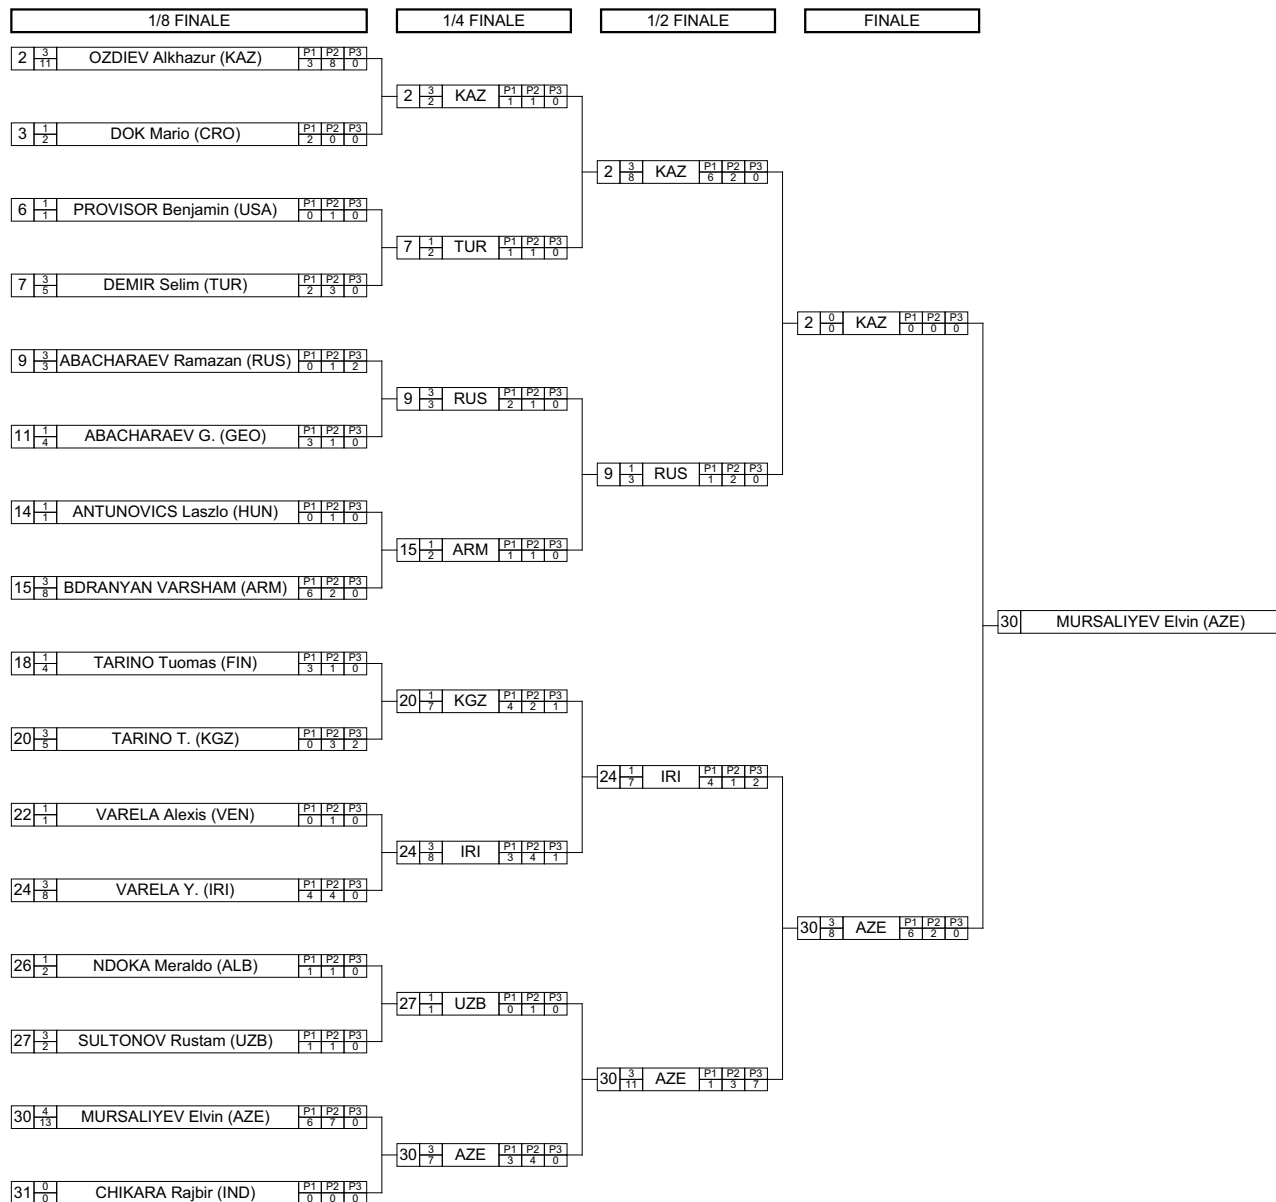 1/8 FINALE 1/4 FINALE 1/2 FINALE FINALE
2 3 11 OZDIEV Alkhazur (KAZ) P1 P2 P3 3 8 0
2 3 2 KAZ P1 P2 P3 1 1 0
3 1 2 DOK Mario (CRO) P1 P2 P3 2 0 0
2 3 8 KAZ P1 P2 P3 6 2 0
6 1 1 PROVISOR Benjamin (USA) P1 P2 P3 0 1 0
7 1 2 TUR P1 P2 P3 1 1 0
7 3 5 DEMIR Selim (TUR) P1 P2 P3 2 3 0
2 0 0 KAZ P1 P2 P3 0 0 0
9 3 3 ABACHARAEV Ramazan (RUS) P1 P2 P3 0 1 2
9 3 3 RUS P1 P2 P3 2 1 0
11 1 4 ABACHARAEV G. (GEO) P1 P2 P3 3 1 0
9 1 3 RUS P1 P2 P3 1 2 0
14 1 1 ANTUNOVICS Laszlo (HUN) P1 P2 P3 0 1 0
15 1 2 ARM P1 P2 P3 1 1 0
15 3 8 BDRANYAN VARSHAM (ARM) P1 P2 P3 6 2 0
30 MURSALIYEV Elvin (AZE)
18 1 4 TARINO Tuomas (FIN) P1 P2 P3 3 1 0
20 1 7 KGZ P1 P2 P3 4 2 1
20 3 5 TARINO T. (KGZ) P1 P2 P3 0 3 2
24 1 7 IRI P1 P2 P3 4 1 2
22 1 1 VARELA Alexis (VEN) P1 P2 P3 0 1 0
24 3 8 IRI P1 P2 P3 3 4 1
24 3 8 VARELA Y. (IRI) P1 P2 P3 4 4 0
30 3 8 AZE P1 P2 P3 6 2 0
26 1 2 NDOKA Meraldo (ALB) P1 P2 P3 1 1 0
27 1 1 UZB P1 P2 P3 0 1 0
27 3 2 SULTONOV Rustam (UZB) P1 P2 P3 1 1 0
30 3 11 AZE P1 P2 P3 1 3 7
30 4 13 MURSALIYEV Elvin (AZE) P1 P2 P3 6 7 0
30 3 7 AZE P1 P2 P3 3 4 0
31 0 0 CHIKARA Rajbir (IND) P1 P2 P3 0 0 0